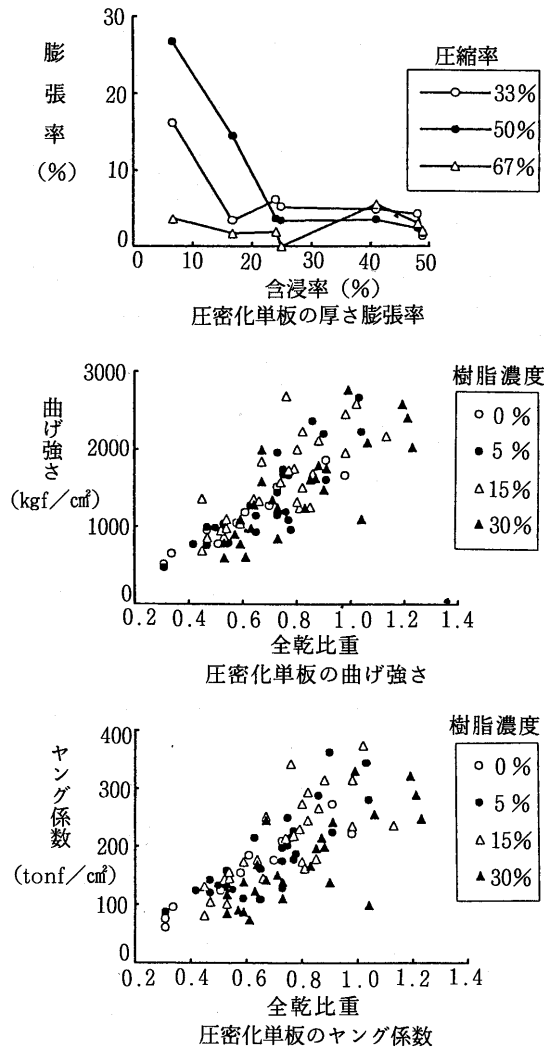 30
20
10
0
膨張率
(%)
0 10 20 30 40 50
含浸率(%)
圧縮率
33%
50%
67%
圧密化単板の厚さ膨張率
3000
2000
1000
0
曲げ強さ
(kgf/c㎡)
0.2 0.4 0.6 0.8 1.0 1.2 1.4
全乾比重
樹脂濃度
0%
5%
15%
30%
圧密化単板の曲げ強さ
400
300
200
100
0
ヤング係数
(tonf/c㎡)
0.2 0.4 0.6 0.8 1.0 1.2 1.4
全乾比重
樹脂濃度
0%
5%
15%
30%
圧密化単板のヤング係数